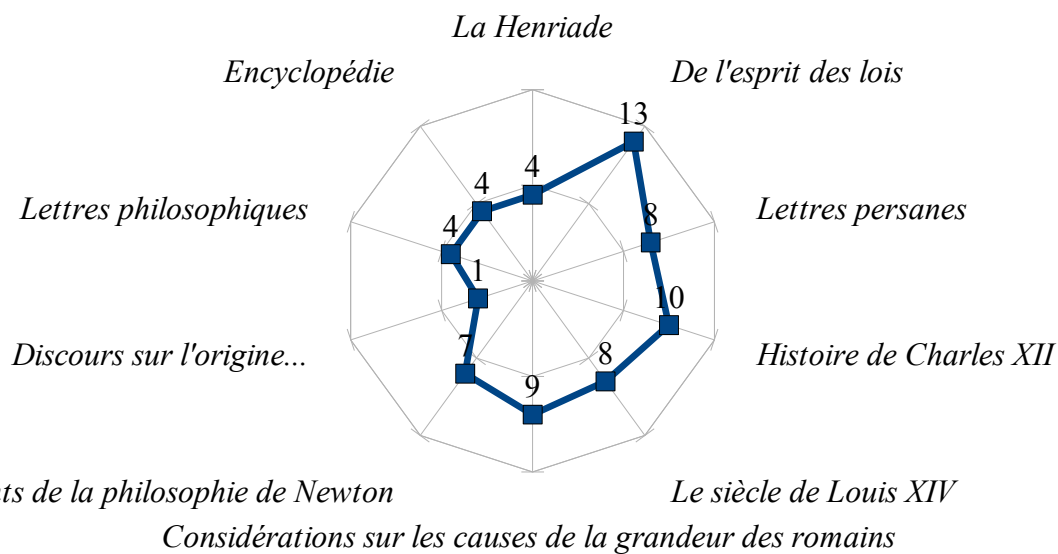 La Henriade
Encyclopédie
De l'esprit des lois
13
4
4
Lettres philosophiques
Lettres persanes
4
8
1
10
Discours sur l'origine...
Histoire de Charles XII
7
8
9
de la philosophie de Newton
Le siècle de Louis XIV
Considérations sur les causes de la grandeur des romains